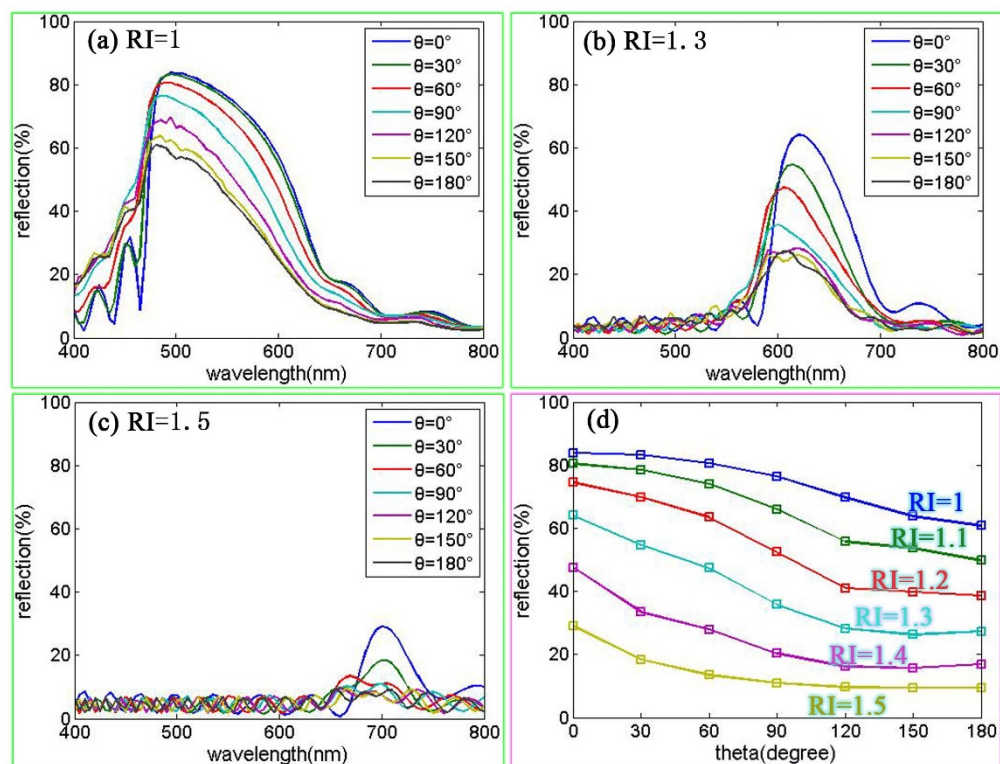 (a) RI=1
reflection(%)
100
80
60
40
20
0
400
500
600
700
800
wavelength(nm)
θ=0°
θ=30°
θ=60°
θ=90°
θ=120°
θ=150°
θ=180°
(b) RI=1.3
reflection(%)
100
80
60
40
20
0
400
500
600
700
800
wavelength(nm)
θ=0°
θ=30°
θ=60°
θ=90°
θ=120°
θ=150°
θ=180°
(c) RI=1.5
reflection(%)
100
80
60
40
20
0
400
500
600
700
800
wavelength(nm)
θ=0°
θ=30°
θ=60°
θ=90°
θ=120°
θ=150°
θ=180°
(d)
reflection(%)
100
80
60
40
20
0
RI=1
RI=1.1
RI=1.2
RI=1.3
RI=1.4
RI=1.5
0
30
60
90
120
150
180
theta(degree)